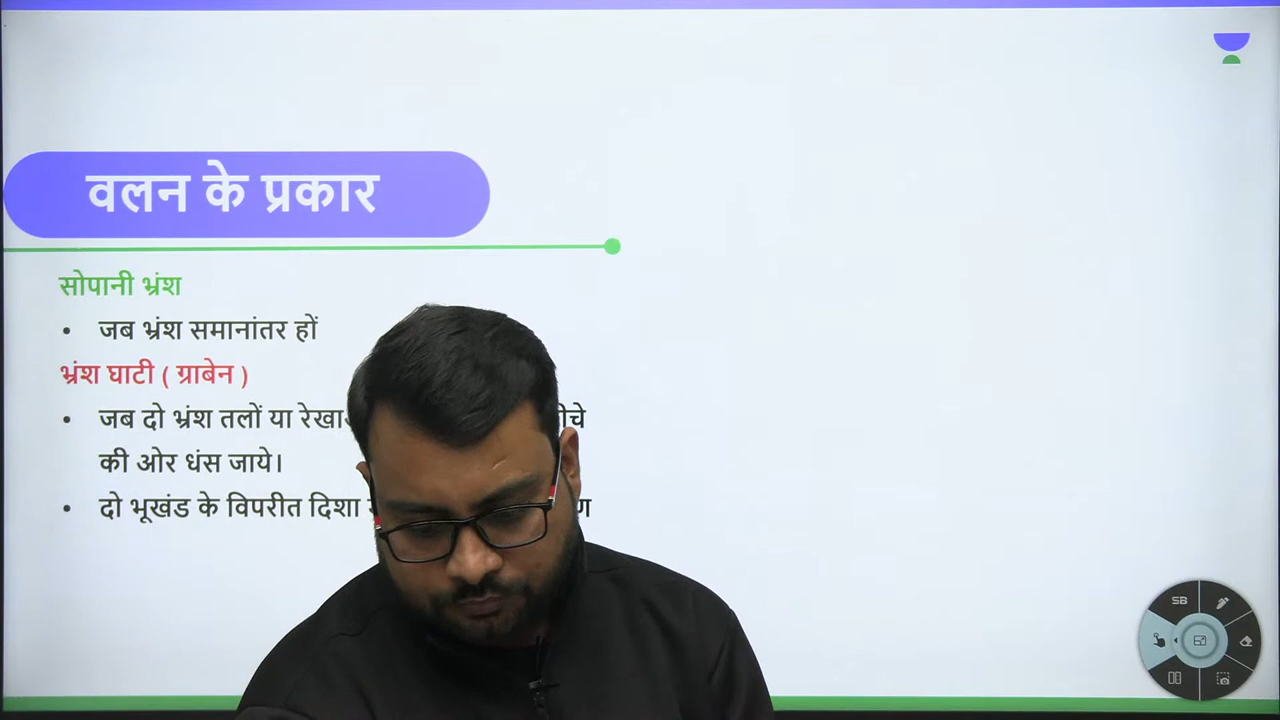 वलन के प्रकार
सोपानी भ्रंश
• जब भ्रंश समानांतर हों
भ्रंश घाटी ( ग्राबेन )
• जब दो भ्रंश तलों या
की ओर धंस जाये।
• दो भूखंड के विपरीत दिशा
SB